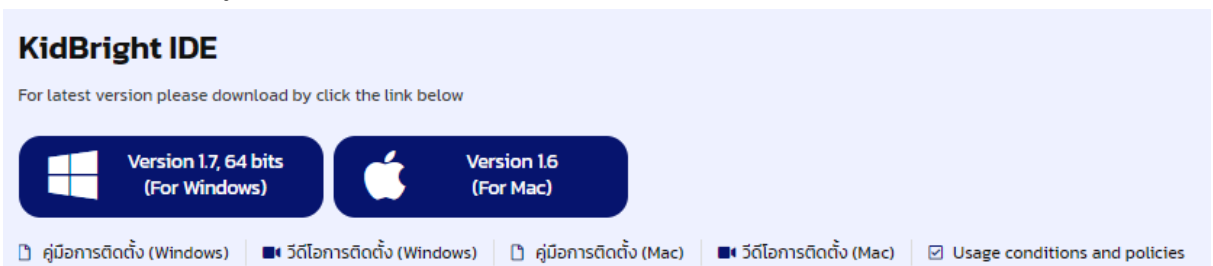 KidBright IDE
For latest version please download by click the link below
Version 1.7, 64 bits
(For Windows)
Version 1.6
(For Mac)
คู่มือการติดตั้ง (Windows)
วีดีโอการติดตั้ง (Windows)
คู่มือการติดตั้ง (Mac)
วีดีโอการติดตั้ง (Mac)
Usage conditions and policies